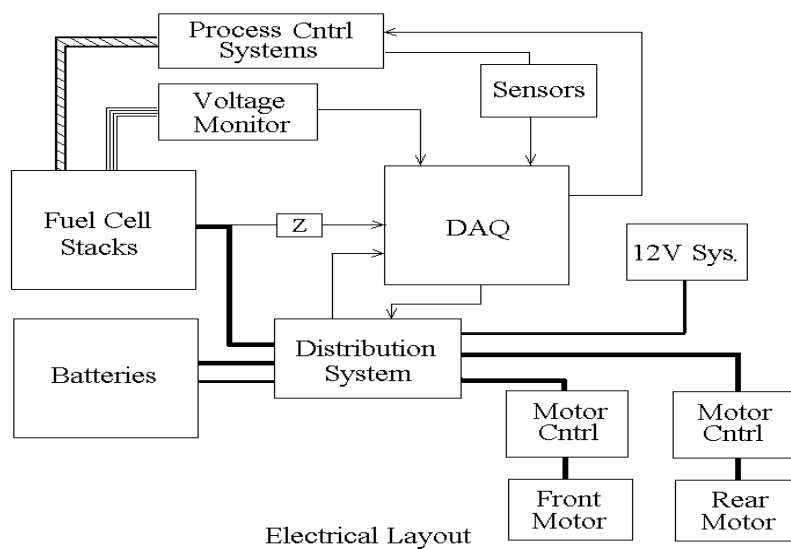 Process Cntrl
Systems
Sensors
Voltage
Monitor
Fuel Cell
Stacks
Z
DAQ
12V Sys.
Batteries
Distribution
System
Motor
Cntrl
Motor
Cntrl
Front
Motor
Rear
Motor
Electrical Layout